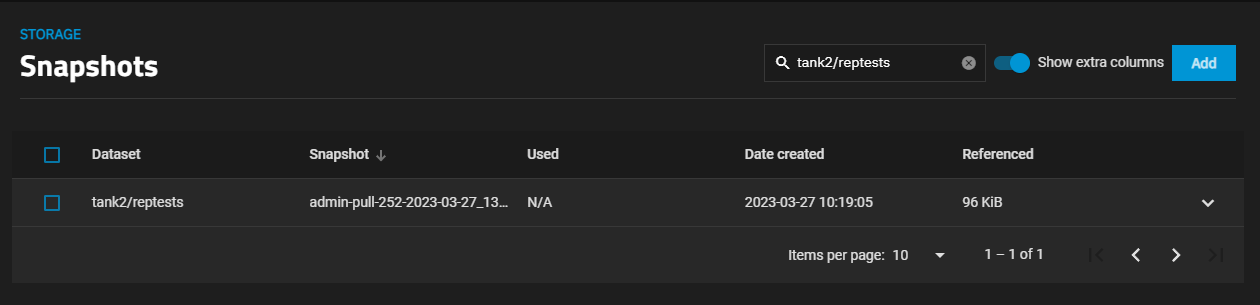 STORAGE
Snapshots
tank2/reptests
Show extra columns
Add
Dataset Snapshot Used Date created Referenced
tank2/reptests admin-pull-252-2023-03-27_13... N/A 2023-03-27 10:19:05 96 KiB
Items per page: 10 1 – 1 of 1